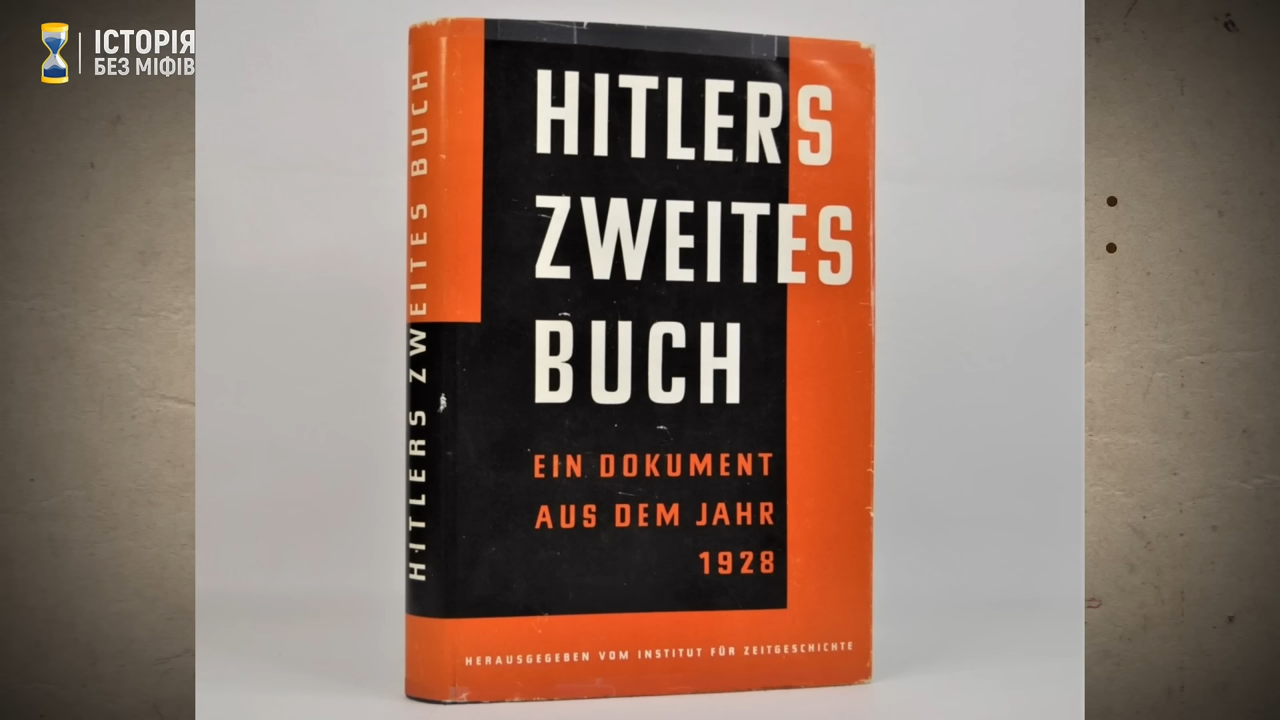 ІСТОРІЯ
БЕЗ МІФІВ
HITLERS ZWEITES BUCH
HITLERS
ZWEITES
BUCH
EIN DOKUMENT
AUS DEM JAHR
1928
HERAUSGEGEBEN VOM INSTITUT FÜR ZEITGESCHICHTE